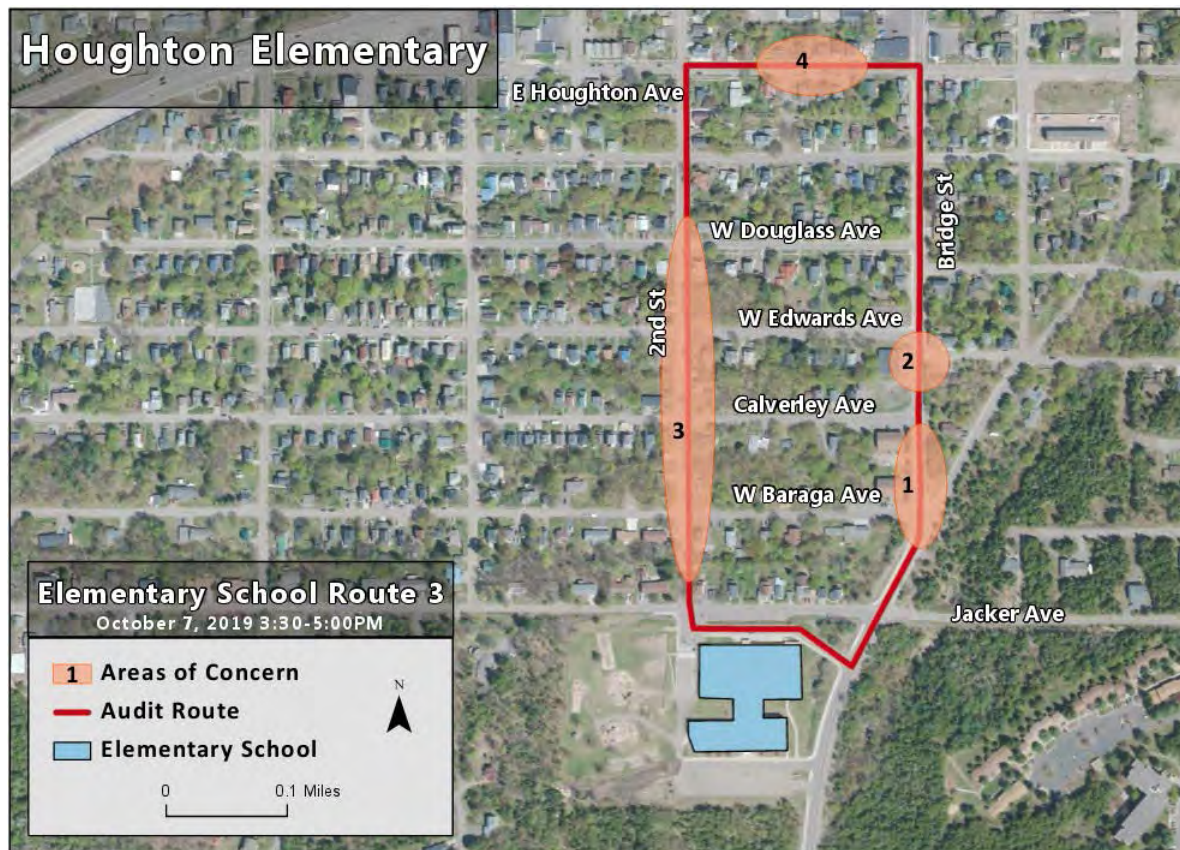 Houghton Elementary
4
E Houghton Ave
W Douglass Ave
Bridge St
2nd St
W Edwards Ave
2
Calverley Ave
3
W Baraga Ave
1
Elementary School Route 3
October 7, 2019 3:30-5:00PM
Jacker Ave
1 Areas of Concern
N
Audit Route
Elementary School
0 0.1 Miles